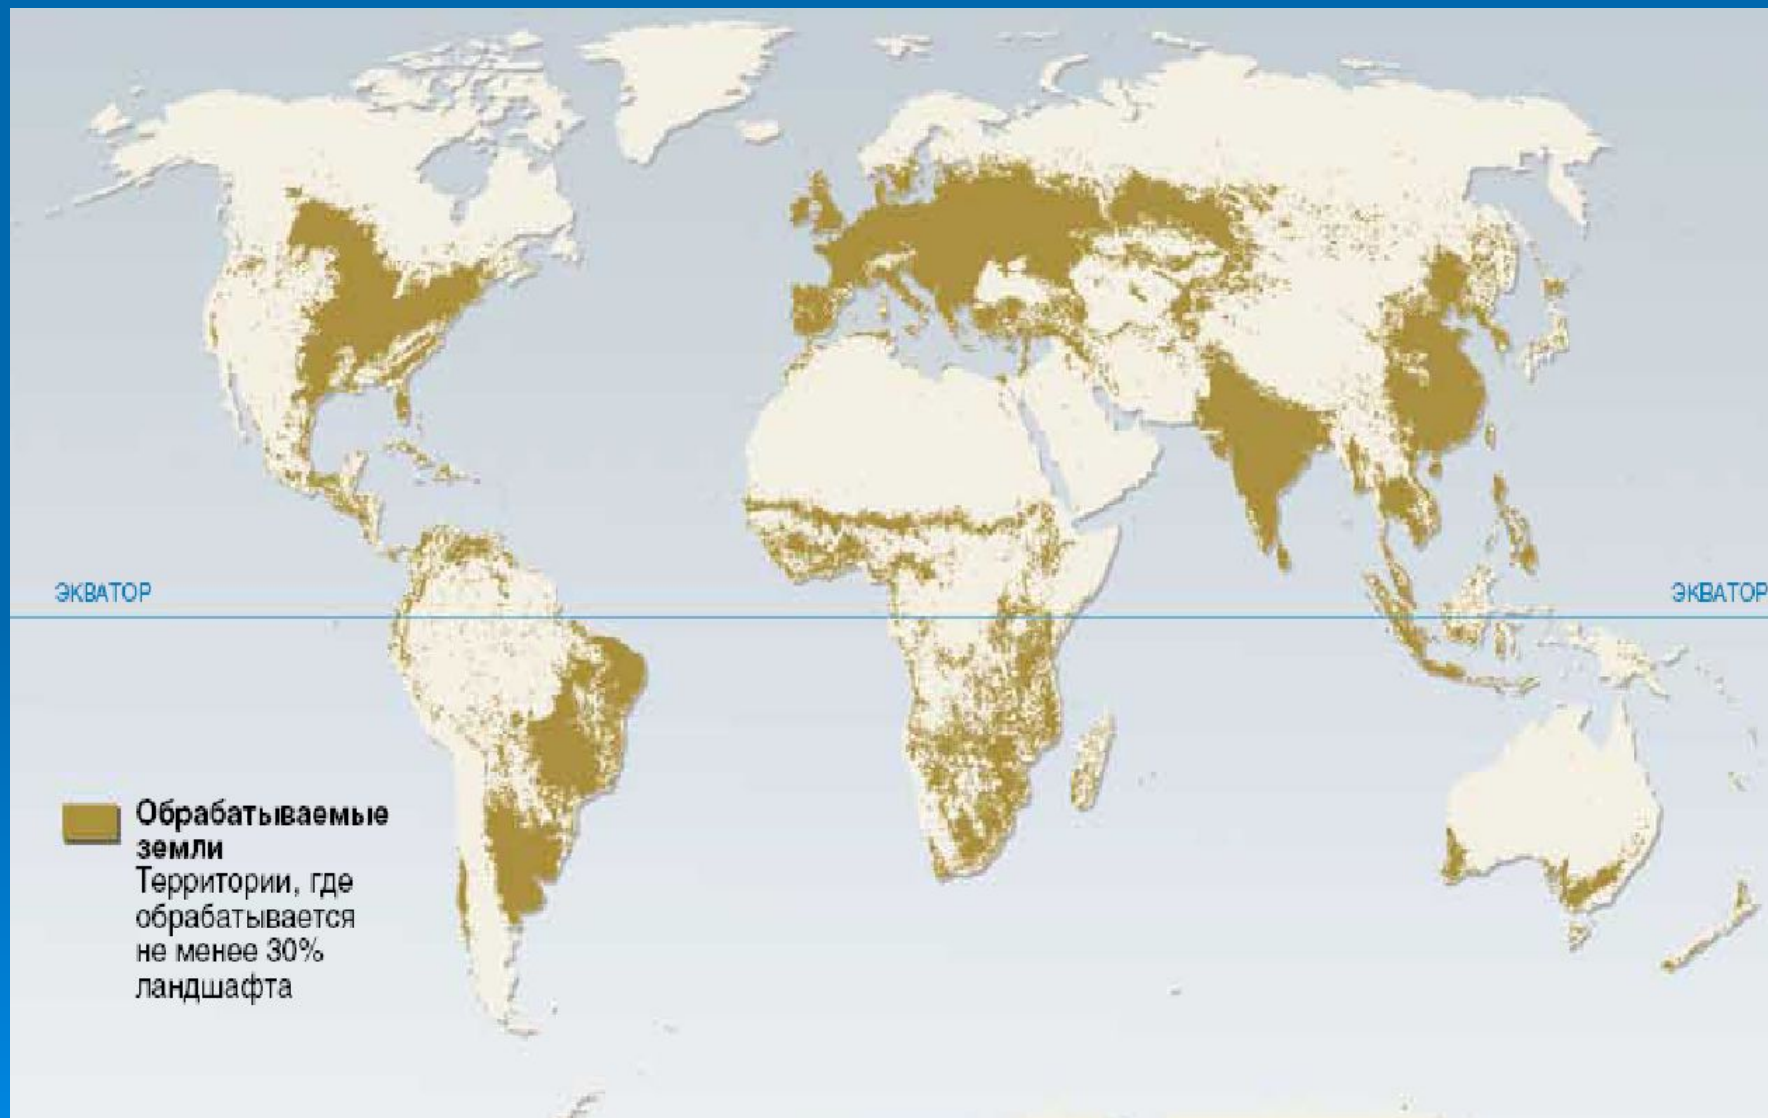 ЭКВАТОР
ЭКВАТОР
Обрабатываемые
земли
Территории, где
обрабатывается
не менее 30%
ландшафта